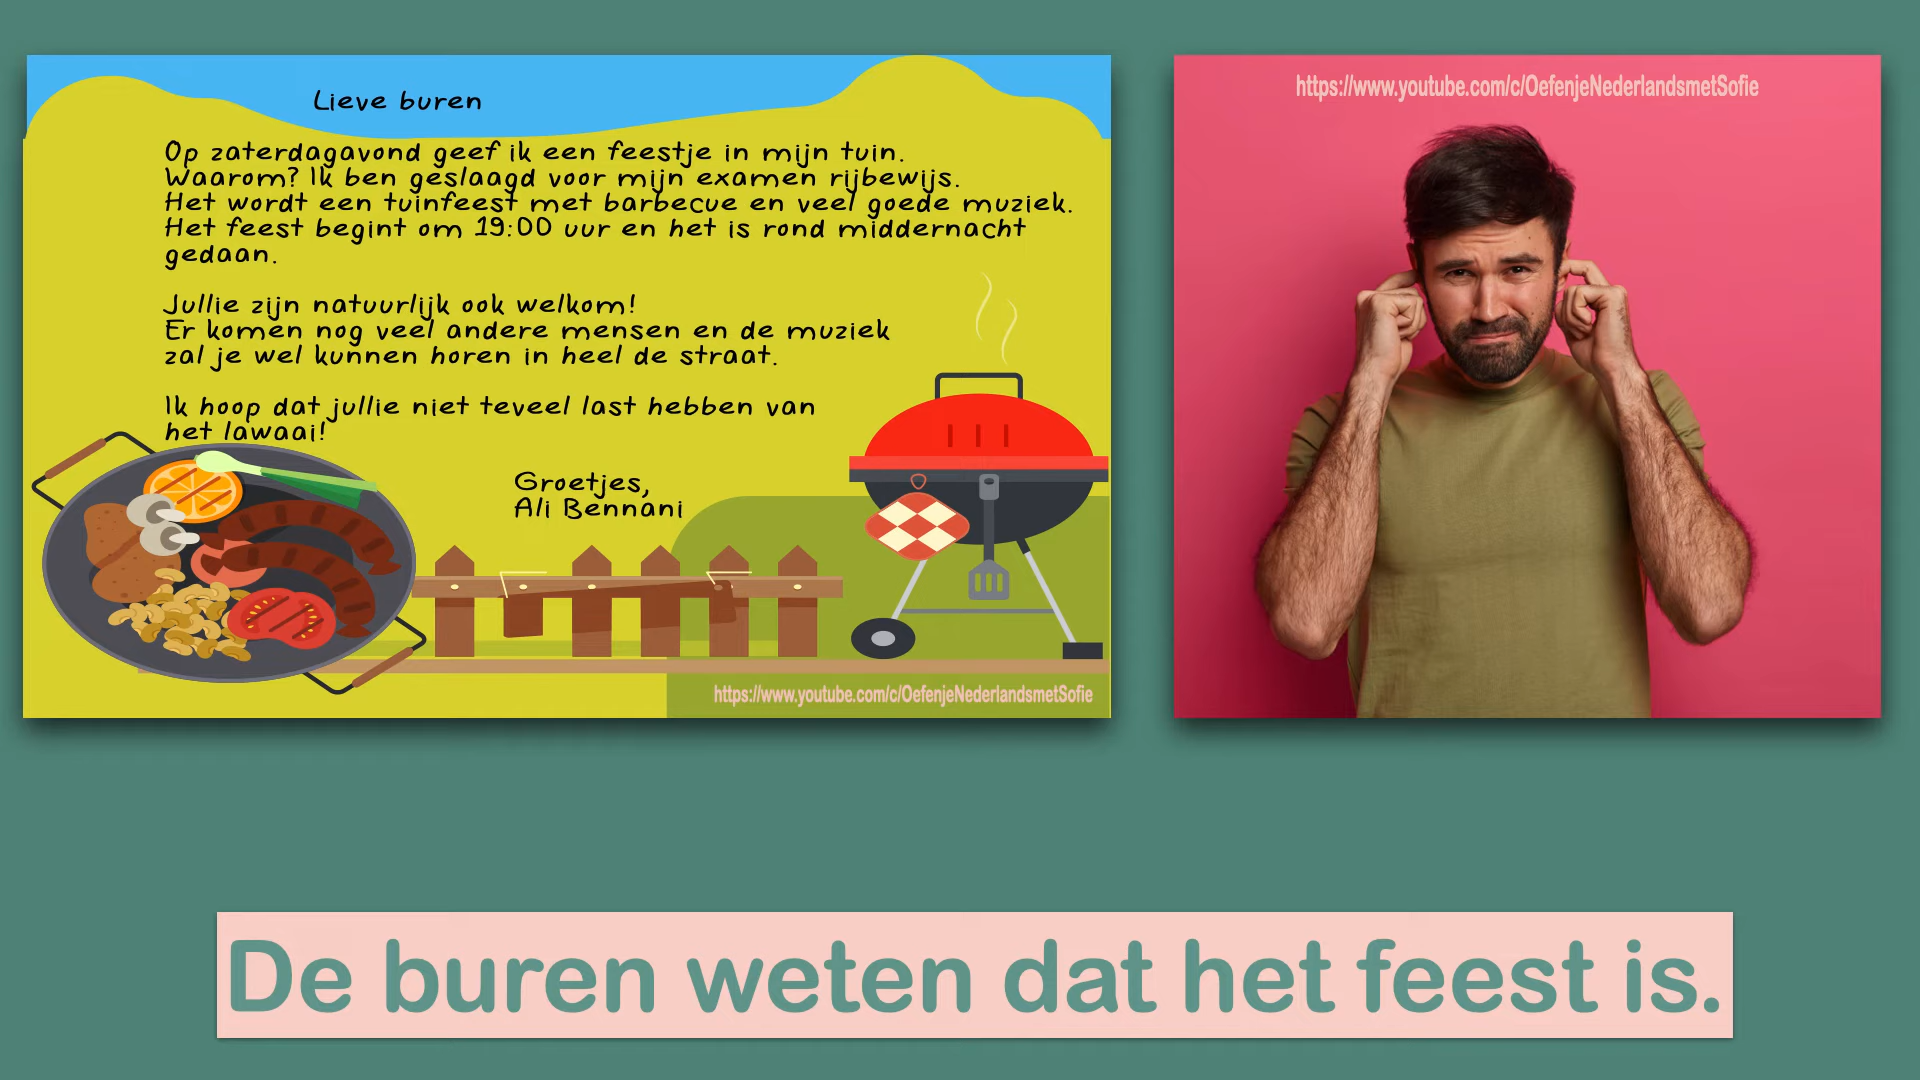 Lieve buren
Op zaterdagavond geef ik een feestje in mijn tuin.
Waarom? Ik ben geslaagd voor mijn examen rijbewijs.
Het wordt een tuinfeest met barbecue en veel goede muziek.
Het feest begint om 19:00 uur en het is rond middernacht
gedaan.
Jullie zijn natuurlijk ook welkom!
Er komen nog veel andere mensen en de muziek
zal je wel kunnen horen in heel de straat.
Ik hoop dat jullie niet teveel last hebben van
het lawaai!
Groetjes,
Ali Bennani
https://www.youtube.com/c/OefenjeNederlandsmetSofie
https://www.youtube.com/c/OefenjeNederlandsmetSofie
De buren weten dat het feest is.